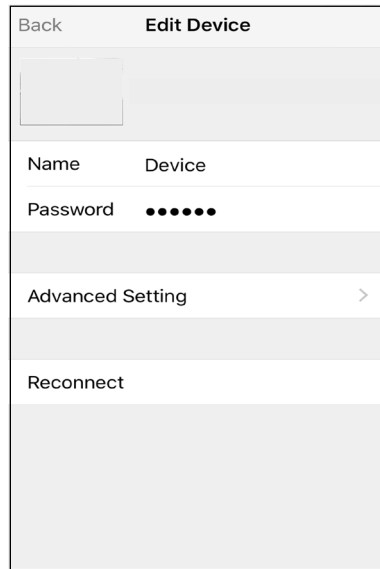 Back Edit Device
Name Device
Password ●●●●●●
Advanced Setting >
Reconnect